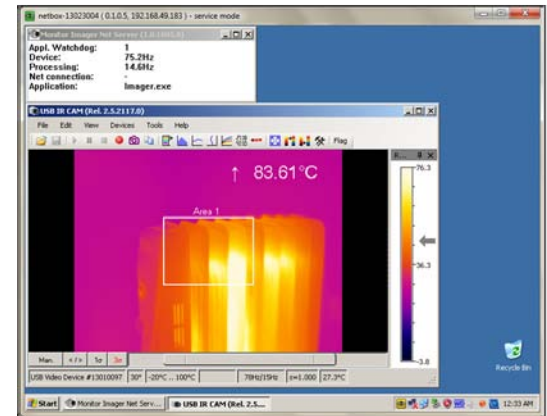 netbox-13023004 ( 0.1.0.5, 192.168.49.183 ) - service mode
Monitor Imager Net Server
Appl. Watchdog: 1
Device: 75.2Hz
Processing: 14.6Hz
Net connection: -
Application: Imager.exe
USB IR CAM (Rel. 2.5.2117.0)
File Edit View Devices Tools Help
Flag
R...
↑ 83.61°C
76.3
Area 1
36.3
-3.8
Man. </> 1σ 3σ
USB Video Device #13010097 30° -20°C .. 100°C 78Hz/15Hz ε=1.000 27.3°C
Recycle Bin
Start Monitor Imager Net Serv... USB IR CAM (Rel. 2.5.... 12:33 AM